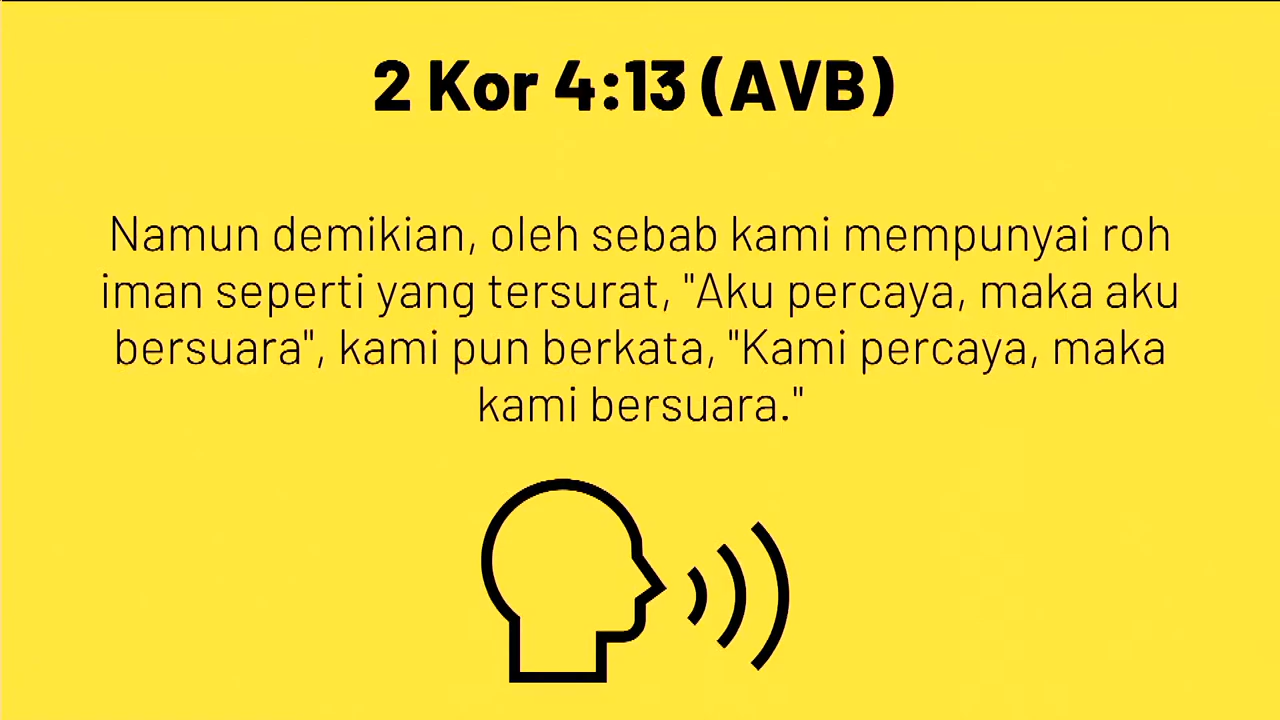 2 Kor 4:13 (AVB)
Namun demikian, oleh sebab kami mempunyai roh
iman seperti yang tersurat, "Aku percaya, maka aku
bersuara", kami pun berkata, "Kami percaya, maka
kami bersuara."